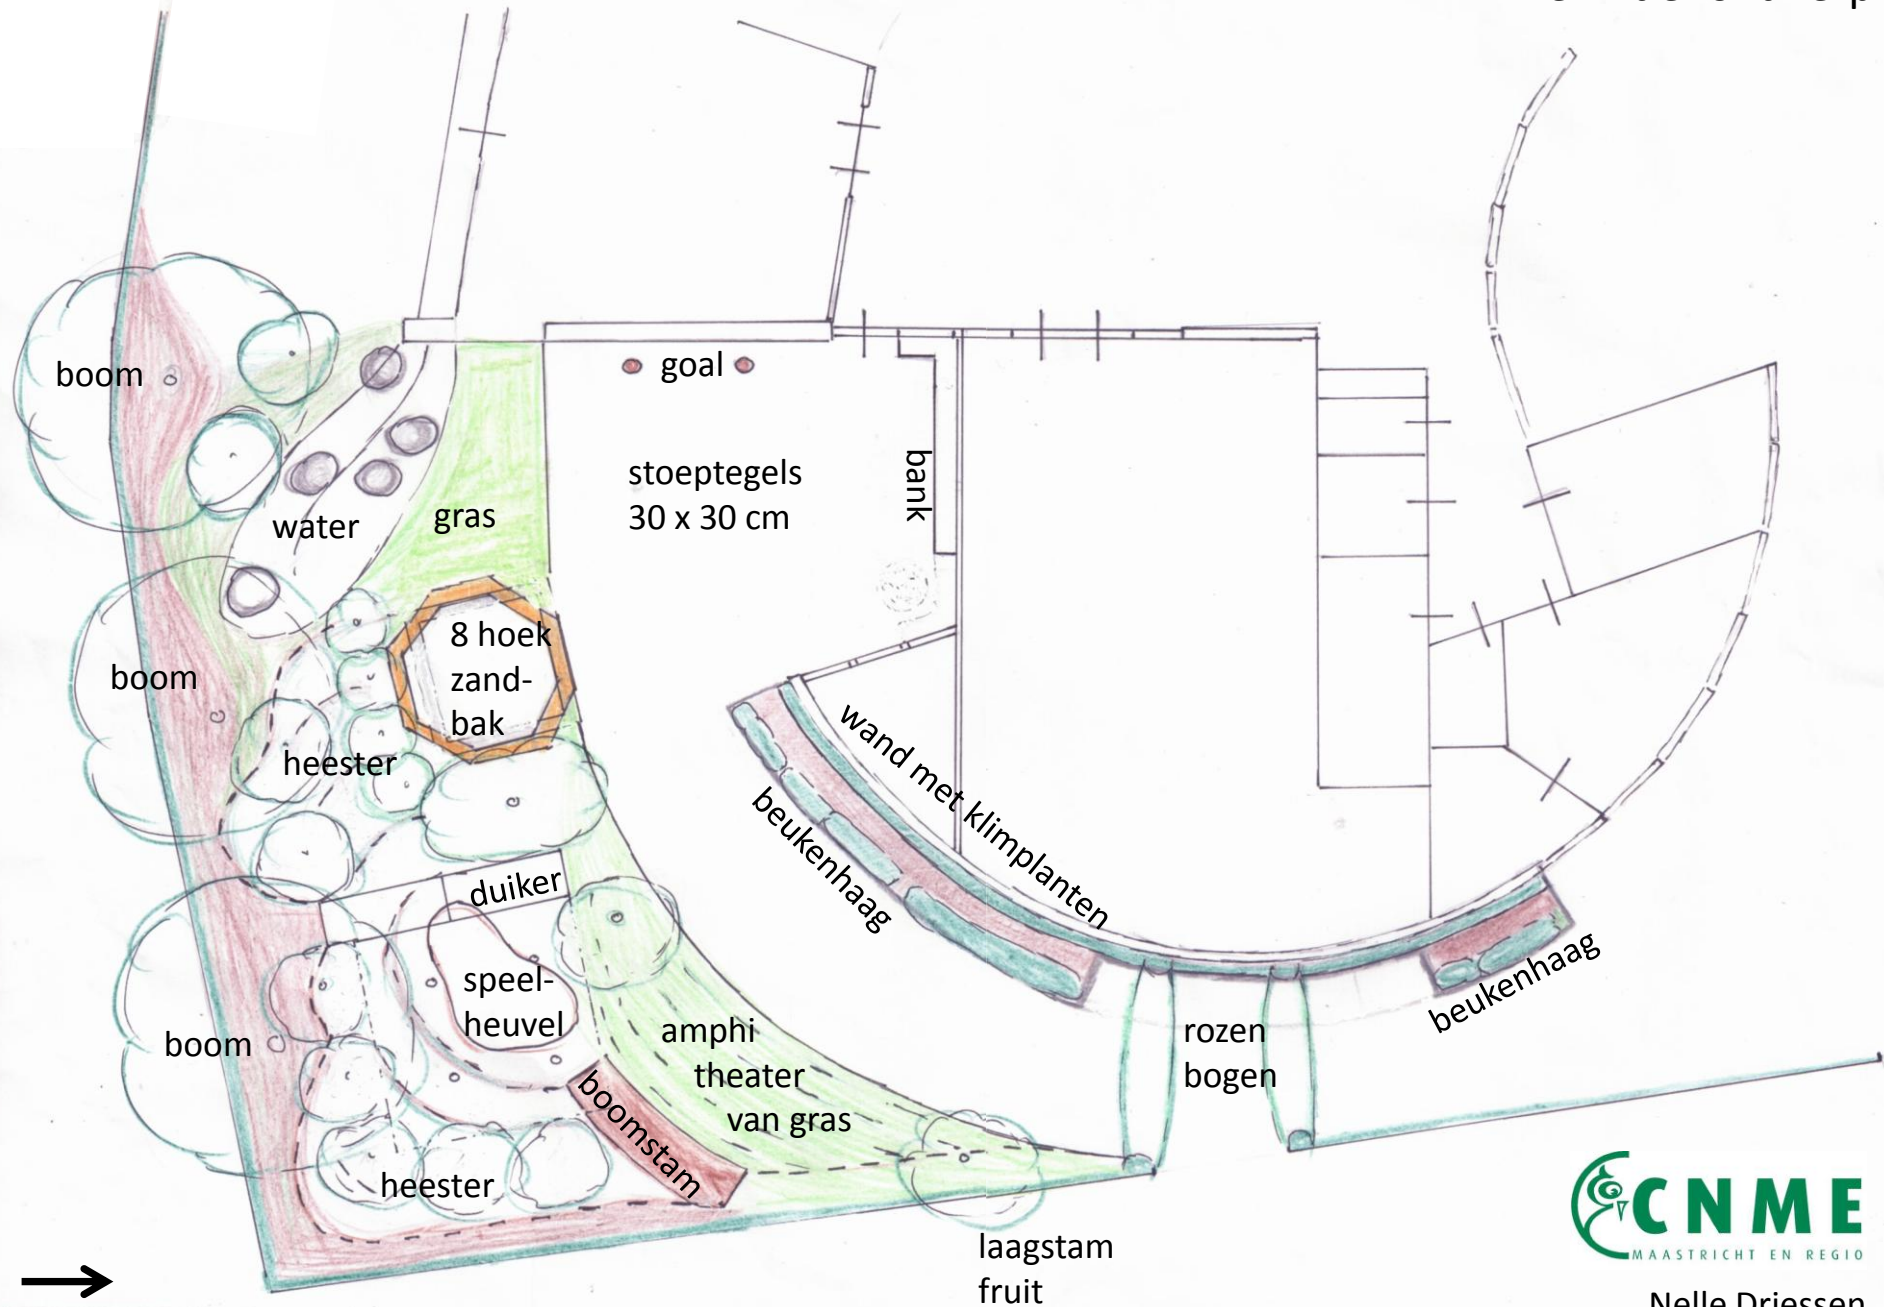 boom
goal
stoeptegels
30 x 30 cm
bank
water
gras
8 hoek
zand-
bak
boom
heester
wand met klimplanten
beukenhaag
duiker
speel-
heuvel
boom
amphi
theater
van gras
boomstam
rozen
bogen
beukenhaag
heester
laagstam
fruit
CNME
MAASTRICHT EN REGIO
Nelle Driessen